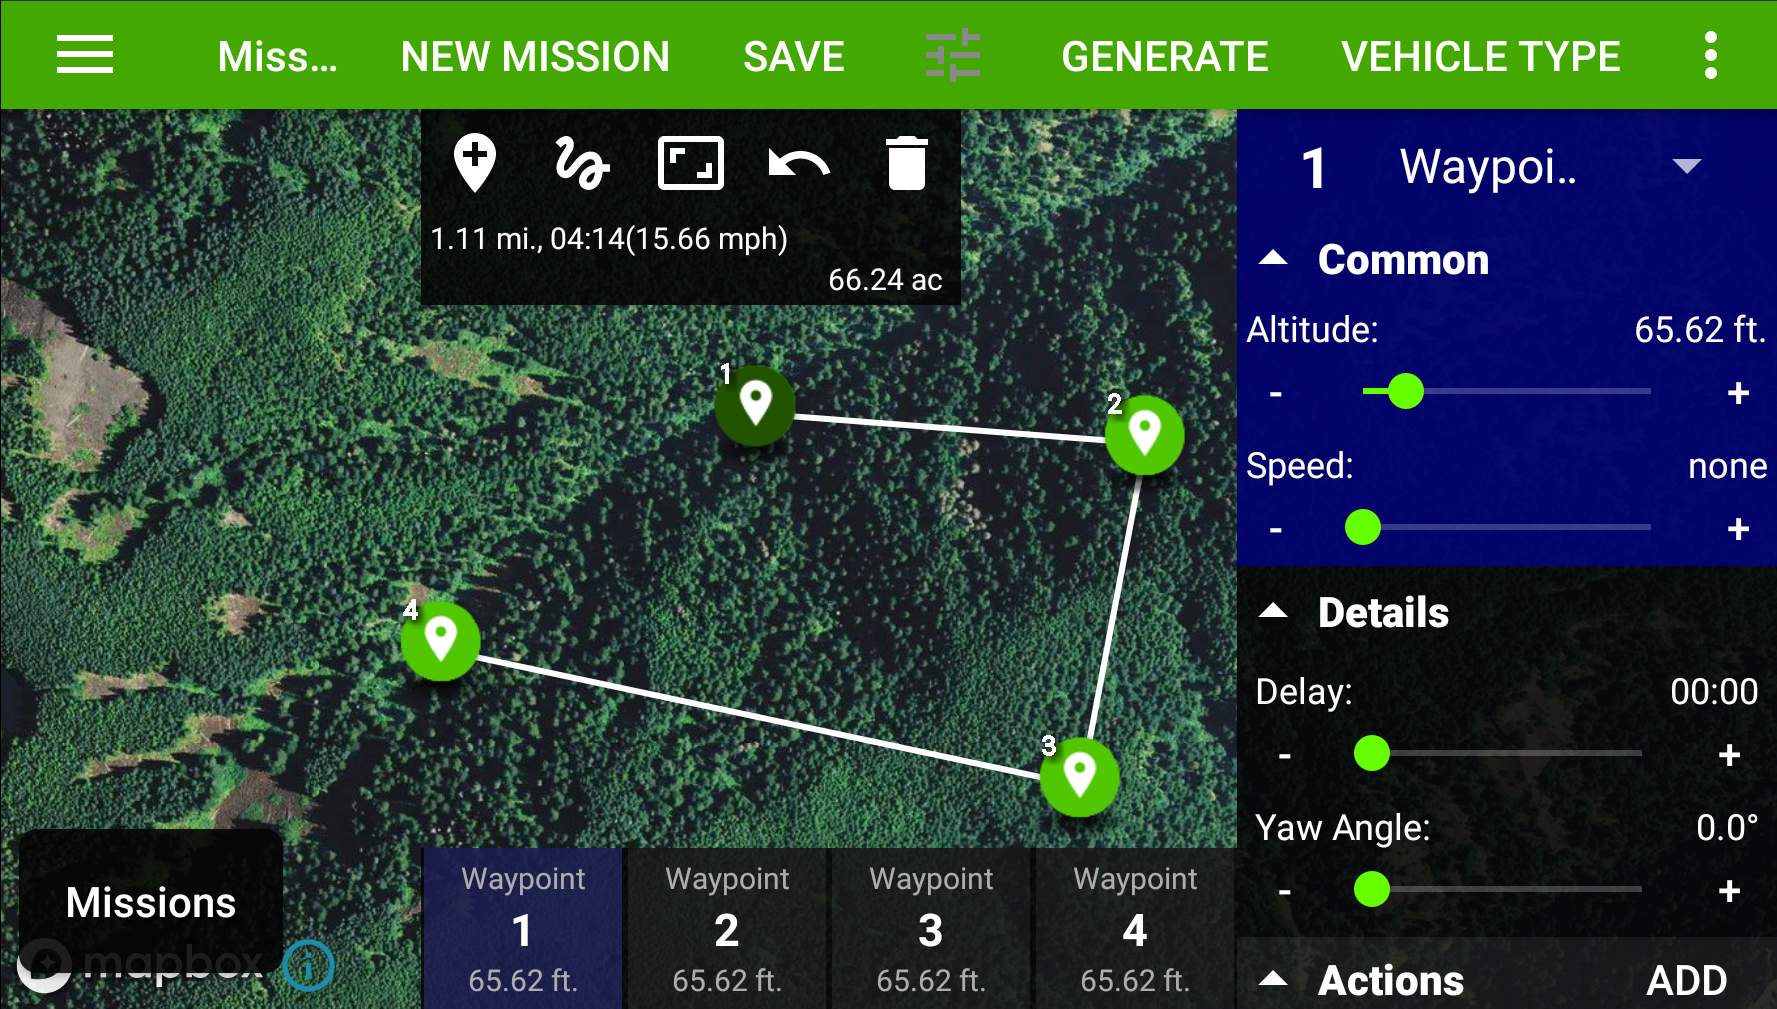 Miss... NEW MISSION SAVE GENERATE VEHICLE TYPE
1.11 mi., 04:14(15.66 mph)
66.24 ac
1
2
3
4
Missions
mapbox
Waypoint
1
65.62 ft.
Waypoint
2
65.62 ft.
Waypoint
3
65.62 ft.
Waypoint
4
65.62 ft.
1 Waypoi..
Common
Altitude: 65.62 ft.
- +
Speed: none
- +
Details
Delay: 00:00
- +
Yaw Angle: 0.0°
- +
Actions ADD